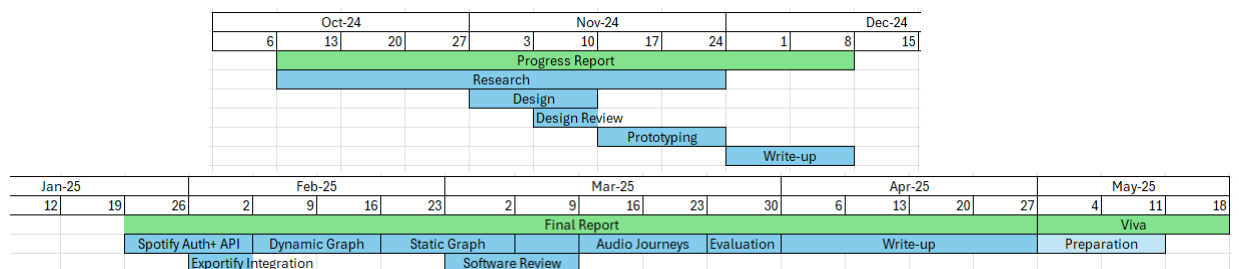 Oct-24 Nov-24 Dec-24
6 13 20 27 3 10 17 24 1 8 15
Progress Report
Research
Design
Design Review
Prototyping
Write-up
Jan-25 Feb-25 Mar-25 Apr-25 May-25
12 19 26 2 9 16 23 2 9 16 23 30 6 13 20 27 4 11 18
Final Report Viva
Spotify Auth+ API Dynamic Graph Static Graph Audio Journeys Evaluation Write-up Preparation
Exportify Integration Software Review